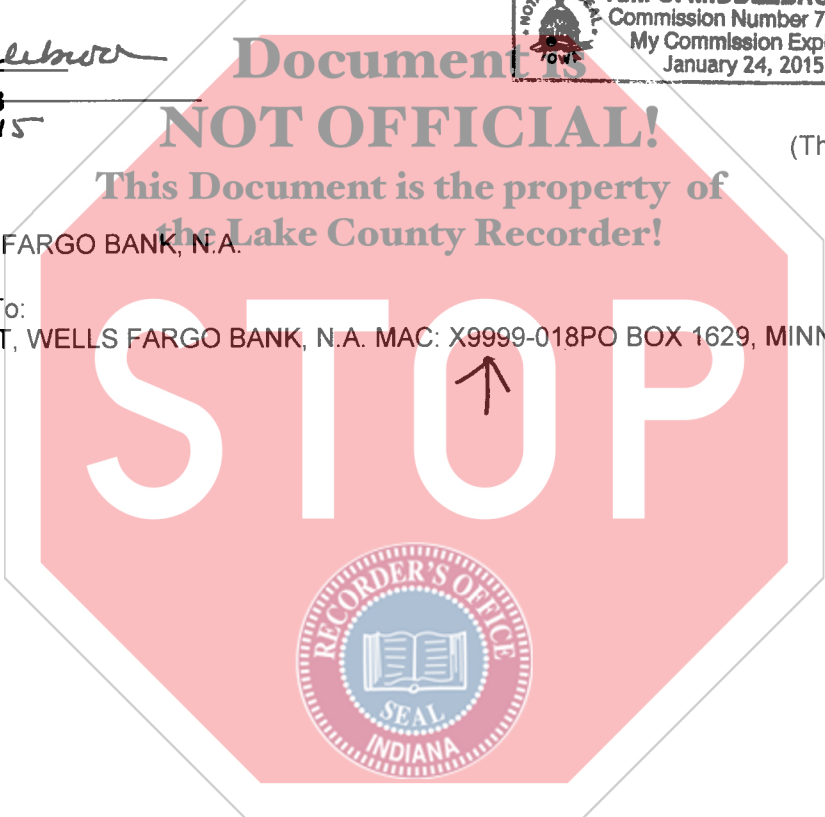 Commission Number 7
My Commission Exp
January 24, 2015
IOWA
15
(Th
Document is
NOT OFFICIAL!
This Document is the property of
the Lake County Recorder!
FARGO BANK, N.A.
To:
T, WELLS FARGO BANK, N.A. MAC: X9999-018PO BOX 1629, MINN
STOP
RECORDER'S OFFICE
SEAL
INDIANA